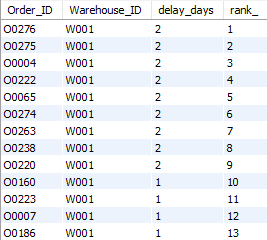 Order_ID Warehouse_ID delay_days rank_
O0276 W001 2 1
O0275 W001 2 2
O0004 W001 2 3
O0222 W001 2 4
O0065 W001 2 5
O0274 W001 2 6
O0263 W001 2 7
O0238 W001 2 8
O0220 W001 2 9
O0160 W001 1 10
O0223 W001 1 11
O0007 W001 1 12
O0186 W001 1 13